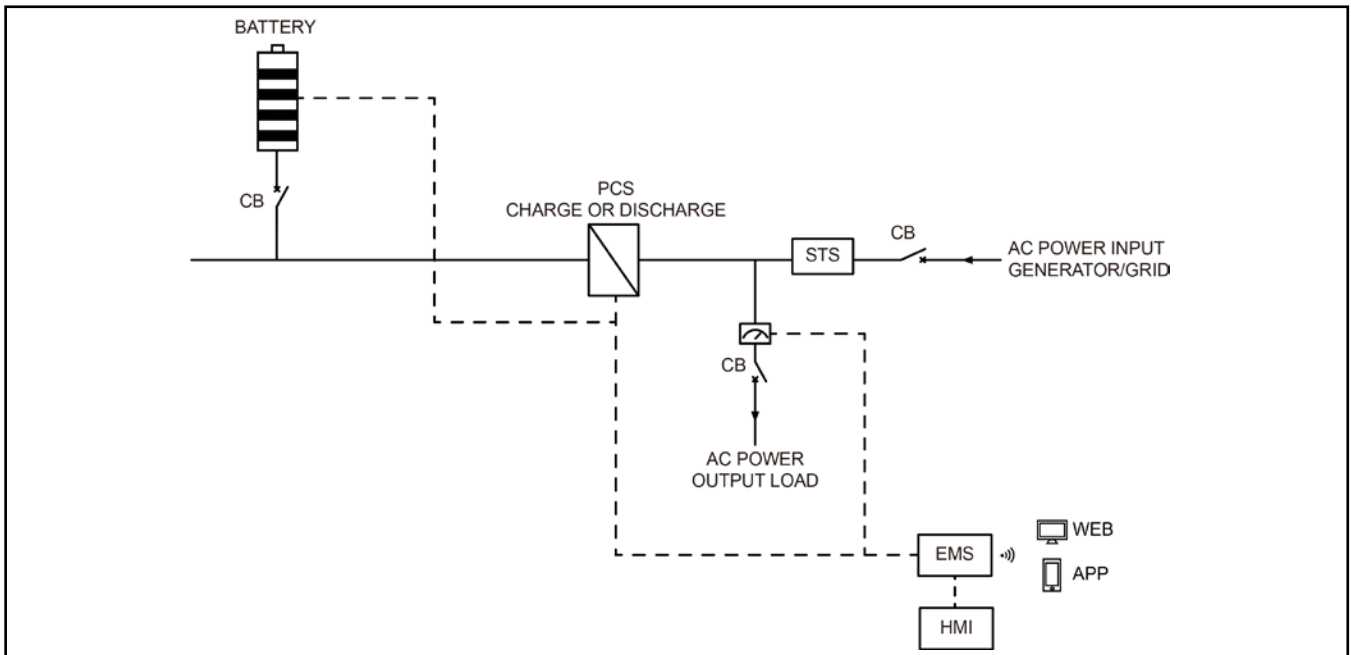 BATTERY
CB
PCS
CHARGE OR DISCHARGE
STS
CB
AC POWER INPUT
GENERATOR/GRID
CB
AC POWER
OUTPUT LOAD
EMS
WEB
APP
HMI